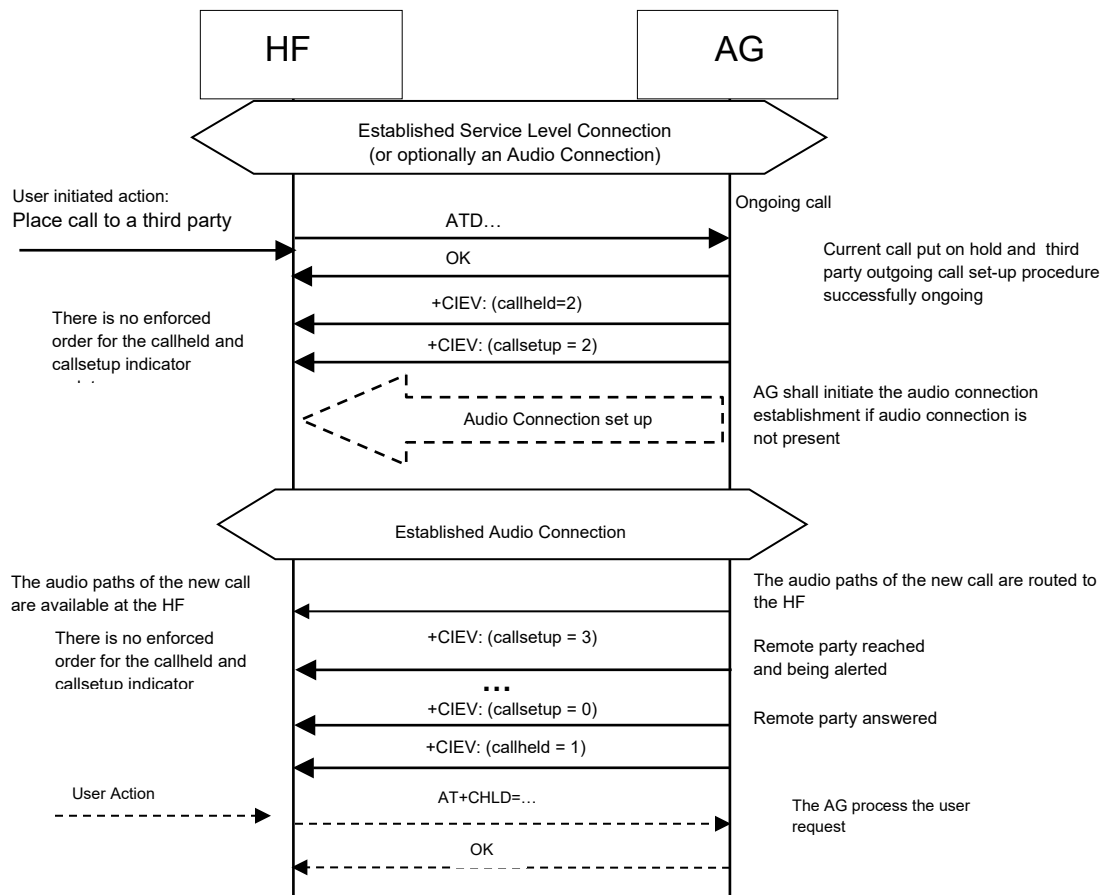 HF
AG
Established Service Level Connection
(or optionally an Audio Connection)
User initiated action:
Place call to a third party
Ongoing call
ATD…
OK
Current call put on hold and third
party outgoing call set-up procedure
successfully ongoing
+CIEV: (callheld=2)
There is no enforced
order for the callheld and
callsetup indicator
+CIEV: (callsetup = 2)
AG shall initiate the audio connection
establishment if audio connection is
not present
Audio Connection set up
Established Audio Connection
The audio paths of the new call
are available at the HF
The audio paths of the new call are routed to
the HF
There is no enforced
order for the callheld and
callsetup indicator
+CIEV: (callsetup = 3)
Remote party reached
and being alerted
…
+CIEV: (callsetup = 0)
Remote party answered
+CIEV: (callheld = 1)
User Action
AT+CHLD=…
The AG process the user
request
OK